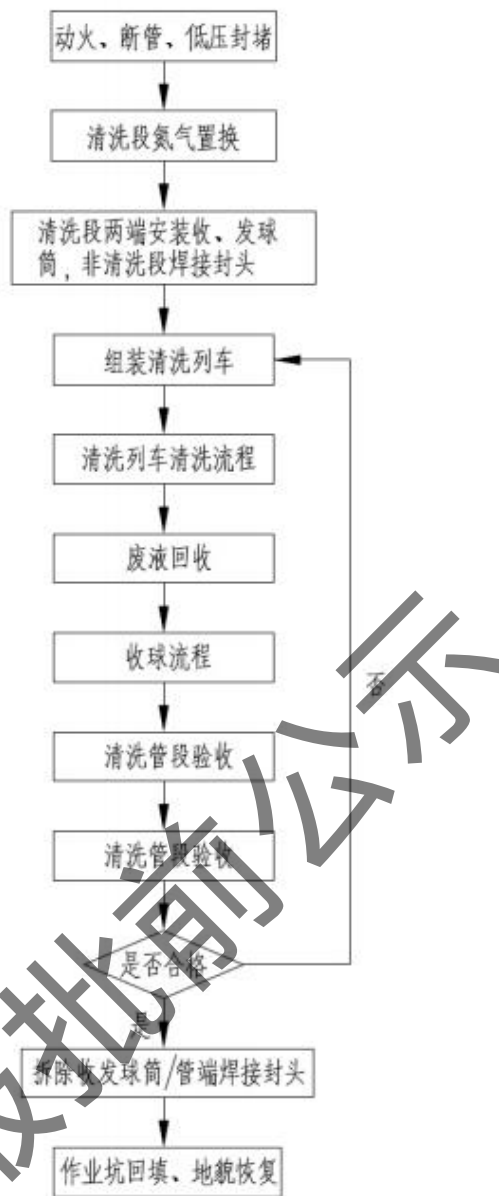 动火、断管、低压封堵
清洗段氮气置换
清洗段两端安装收、发球
筒，非清洗段焊接封头
组装清洗列车
清洗列车清洗流程
废液回收
收球流程
否
清洗管段验收
清洗管段验收
是否合格
是
拆除收发球筒/管端焊接封头
作业坑回填、地貌恢复
批前公示